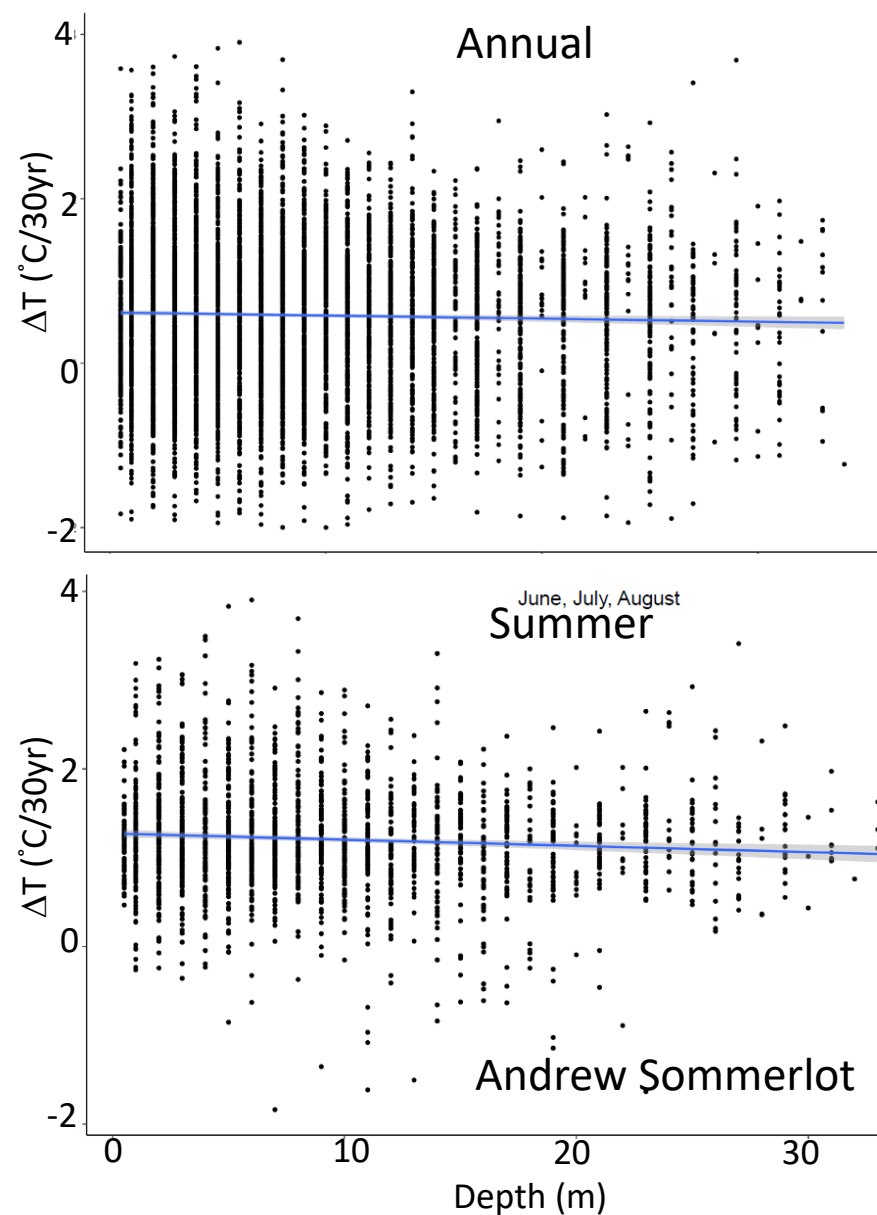 Annual
4
2
0
-2
ΔT (˚C/30yr)
June, July, August
Summer
4
2
0
-2
ΔT (˚C/30yr)
Andrew Sommerlot
0 10 20 30
Depth (m)